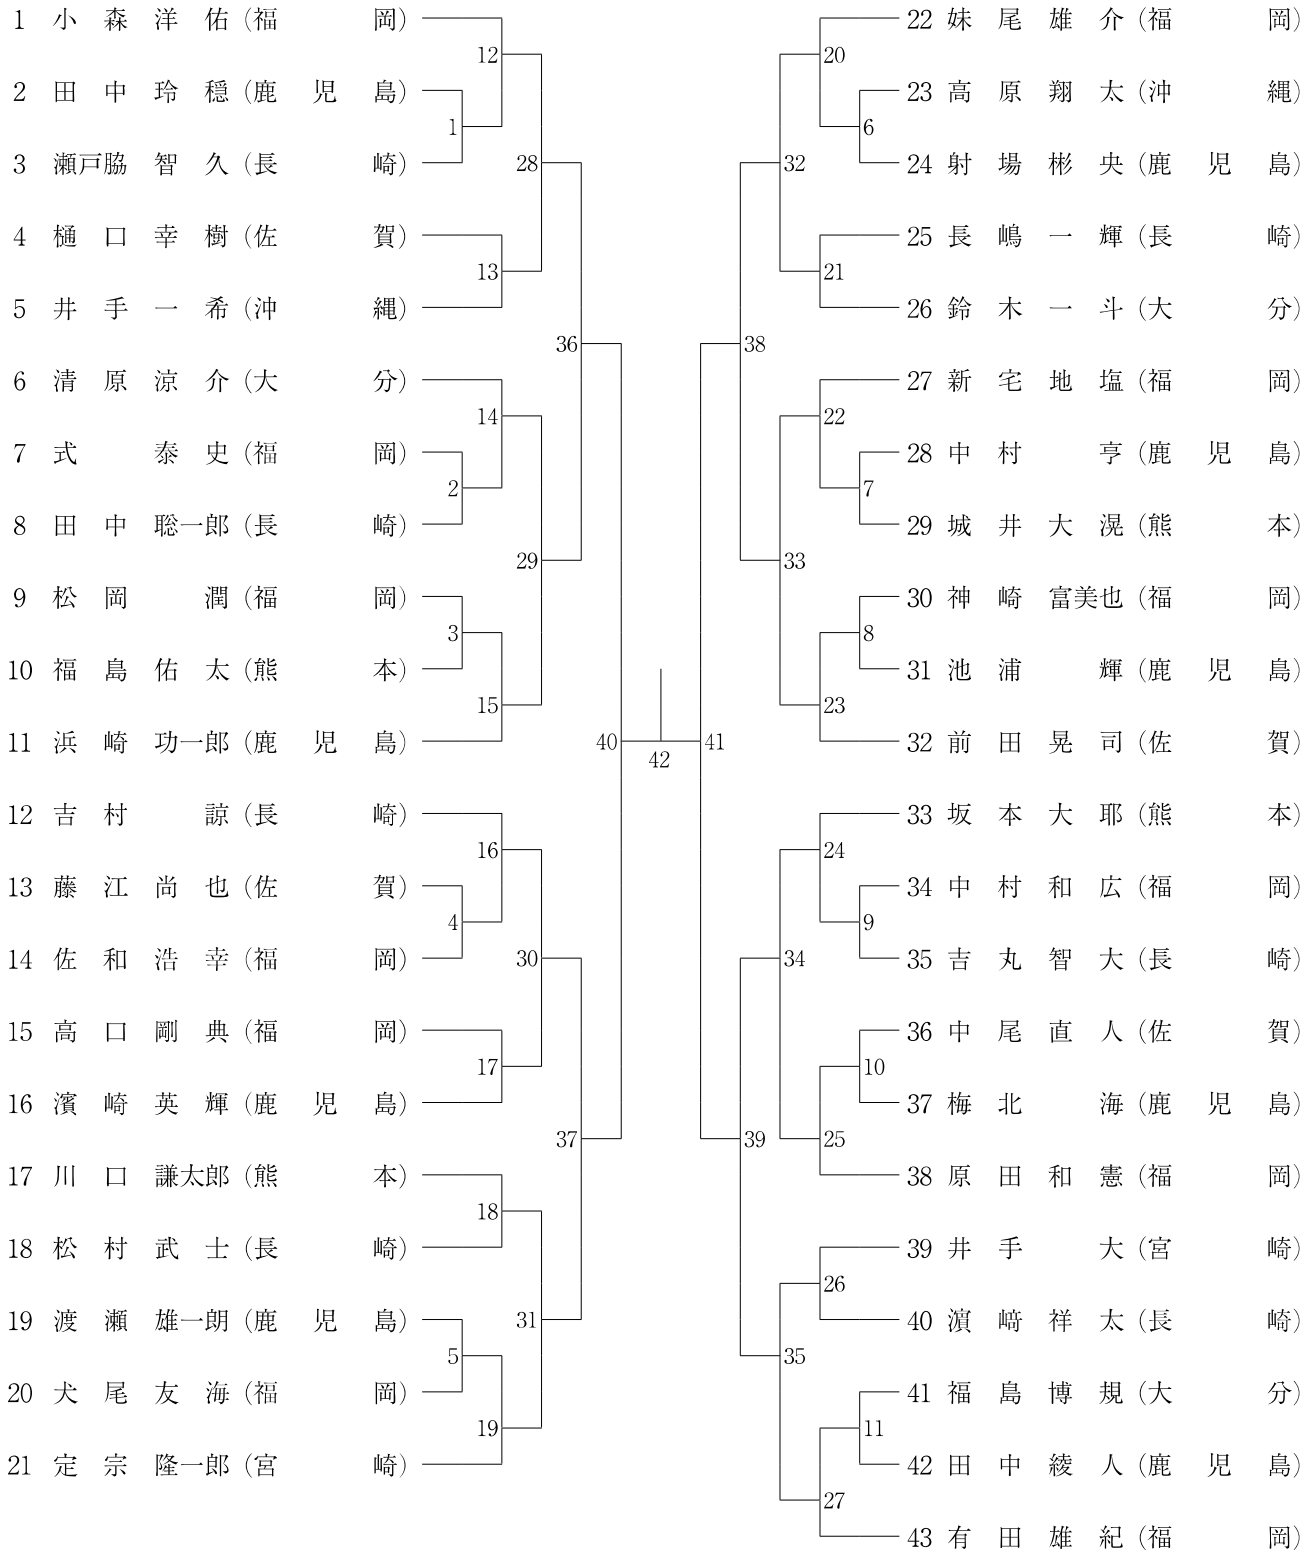 1 小森洋佑（福岡）
2 田中玲穏（鹿児島）
3 瀬戸脇智久（長崎）
4 樋口幸樹（佐賀）
5 井手一希（沖縄）
6 清原涼介（大分）
7 式泰史（福岡）
8 田中聡一郎（長崎）
9 松岡潤（福岡）
10 福島佑太（熊本）
11 浜崎功一郎（鹿児島）
12 吉村諒（長崎）
13 藤江尚也（佐賀）
14 佐和浩幸（福岡）
15 高口剛典（福岡）
16 濱崎英輝（鹿児島）
17 川口謙太郎（熊本）
18 松村武士（長崎）
19 渡瀬雄一朗（鹿児島）
20 犬尾友海（福岡）
21 定宗隆一郎（宮崎）
1
2
3
4
5
12
13
14
15
16
17
18
19
28
29
30
31
36
37
40
42
41
38
39
32
33
34
35
20
21
22
23
24
25
26
27
6
7
8
9
10
11
22 妹尾雄介（福岡）
23 高原翔太（沖縄）
24 射場彬央（鹿児島）
25 長嶋一輝（長崎）
26 鈴木一斗（大分）
27 新宅地塩（福岡）
28 中村亨（鹿児島）
29 城井大滉（熊本）
30 神崎富美也（福岡）
31 池浦輝（鹿児島）
32 前田晃司（佐賀）
33 坂本大耶（熊本）
34 中村和広（福岡）
35 吉丸智大（長崎）
36 中尾直人（佐賀）
37 梅北海（鹿児島）
38 原田和憲（福岡）
39 井手大（宮崎）
40 濵﨑祥太（長崎）
41 福島博規（大分）
42 田中綾人（鹿児島）
43 有田雄紀（福岡）